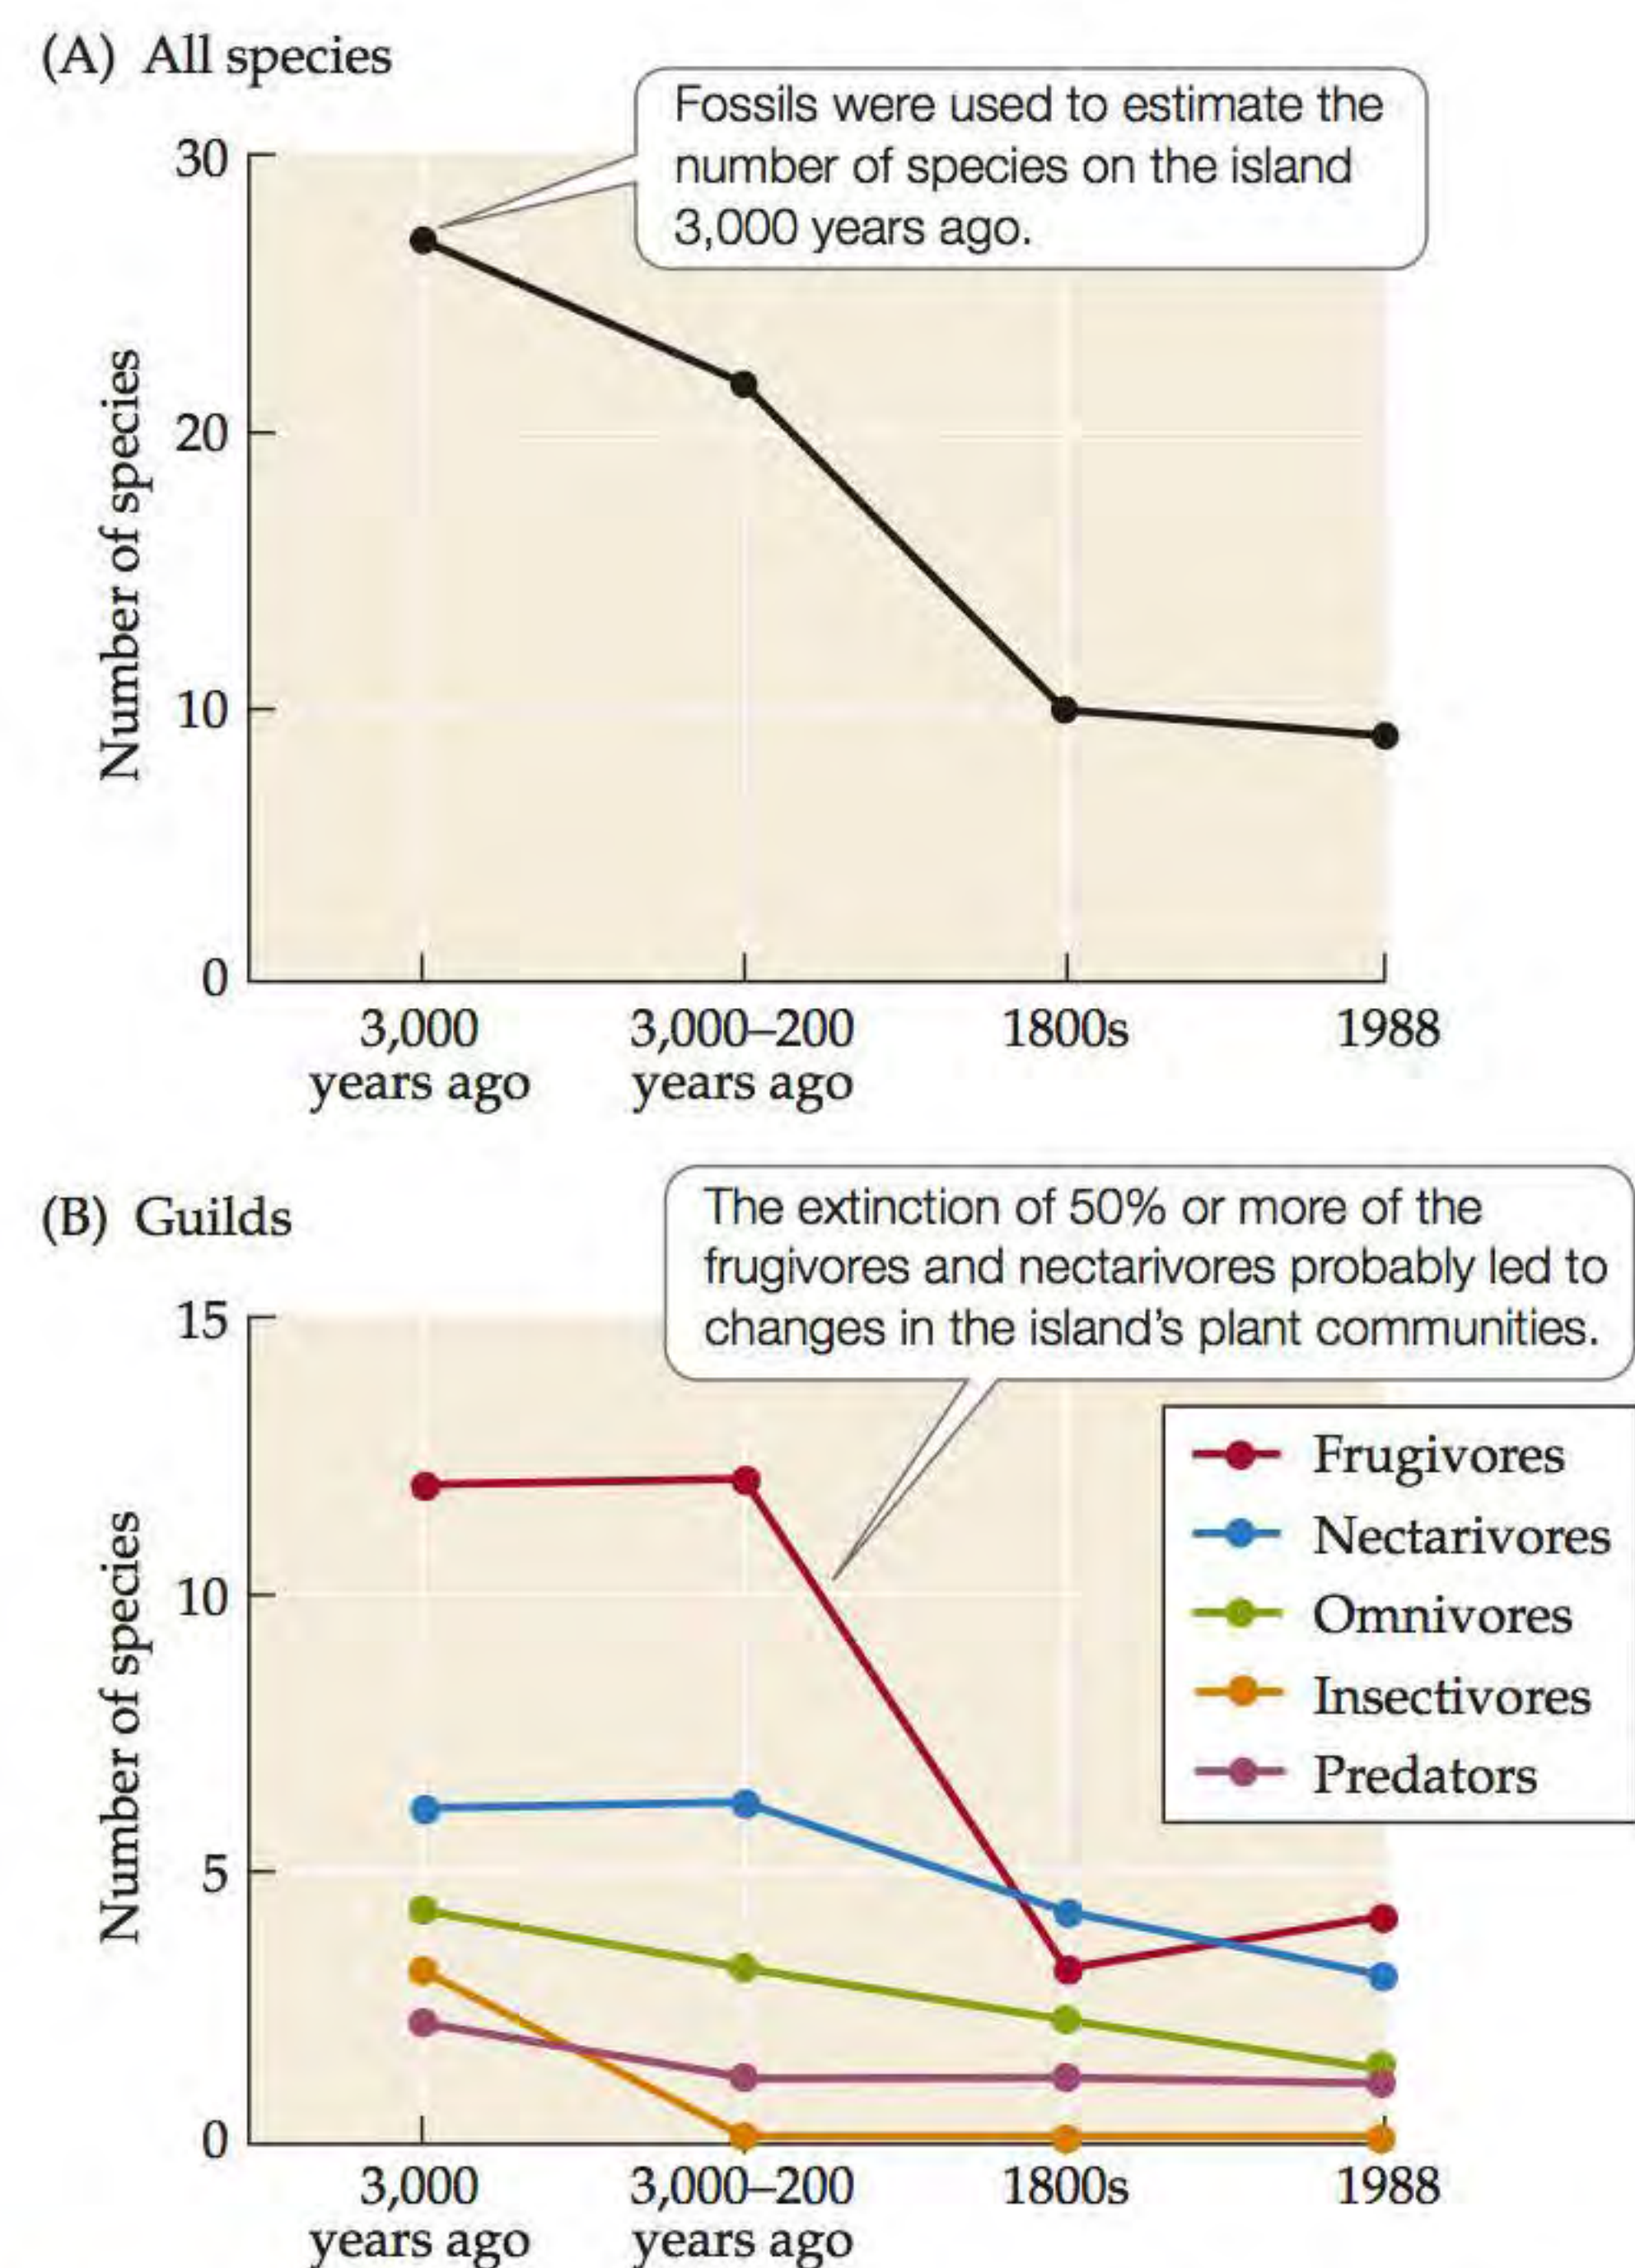 (A) All species
Fossils were used to estimate the
number of species on the island
3,000 years ago.
30
20
10
0
Number of species
3,000
years ago
3,000–200
years ago
1800s
1988
(B) Guilds
The extinction of 50% or more of the
frugivores and nectarivores probably led to
changes in the island's plant communities.
15
10
5
0
Number of species
Frugivores
Nectarivores
Omnivores
Insectivores
Predators
3,000
years ago
3,000–200
years ago
1800s
1988